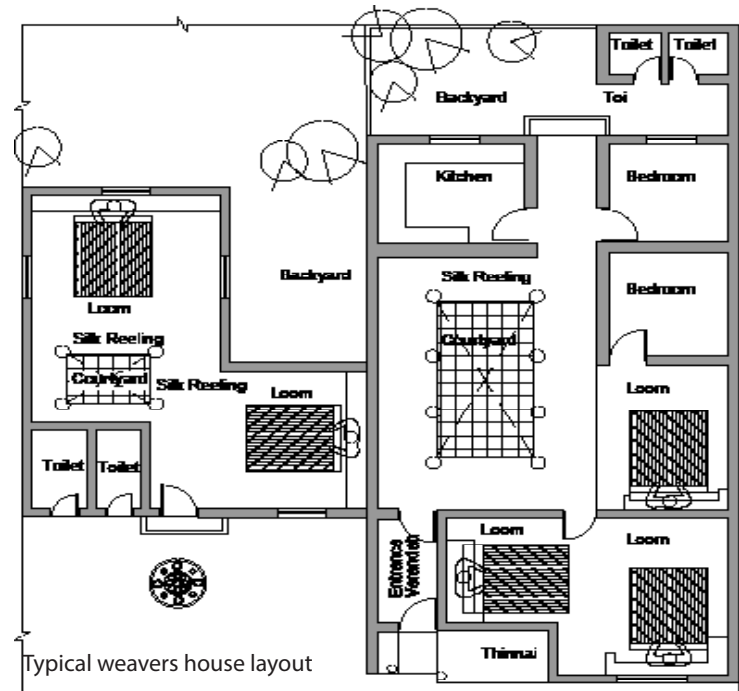 Toilet
Toilet
Backyard
Toi
Kitchen
Bedroom
Backyard
Silk Reeling
Bedroom
Loom
Silk Reeling
Courtyard
Courtyard
Silk Reeling
Loom
Loom
Toilet
Toilet
Loom
Loom
Entrance
Verandah
Thinnai
Typical weavers house layout